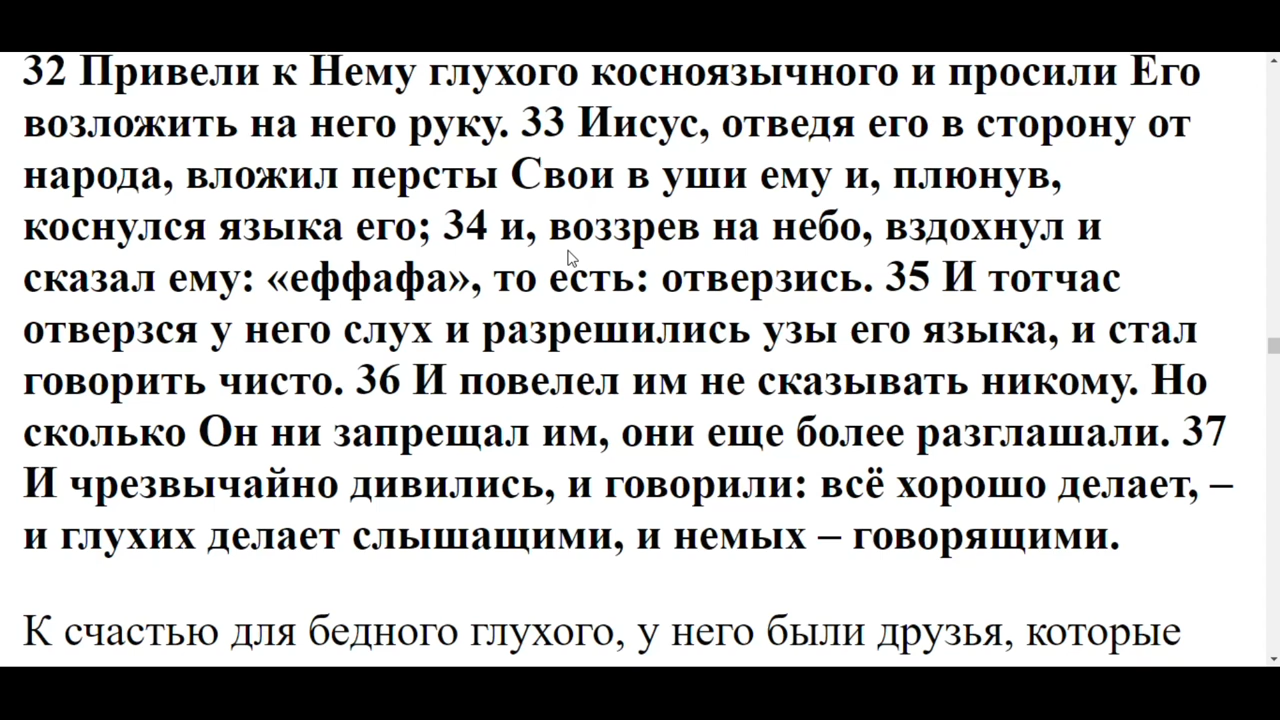 32 Привели к Нему глухого косноязычного и просили Его
возложить на него руку. 33 Иисус, отведя его в сторону от
народа, вложил персты Свои в уши ему и, плюнув,
коснулся языка его; 34 и, воззрев на небо, вздохнул и
сказал ему: «еффафа», то есть: отверзись. 35 И тотчас
отверзся у него слух и разрешились узы его языка, и стал
говорить чисто. 36 И повелел им не сказывать никому. Но
сколько Он ни запрещал им, они еще более разглашали. 37
И чрезвычайно дивились, и говорили: всё хорошо делает, –
и глухих делает слышащими, и немых – говорящими.
К счастью для бедного глухого, у него были друзья, которые